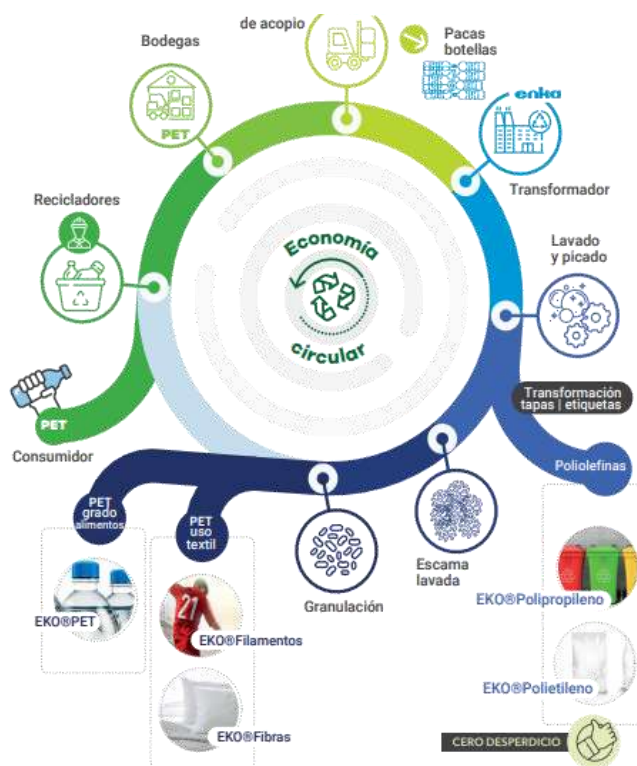 de acopio
Pacas
botellas
Bodegas
PET
enka
Transformador
Recicladores
Lavado
y picado
Economía
circular
Transformación
tapas | etiquetas
PET
Consumidor
Poliolefínas
PET
grado
alimentos
PET
uso
textil
Granulación
Escama
lavada
EKO®PET
21
EKO®Filamentos
EKO®Fibras
EKO®Polipropileno
EKO®Polietileno
CERO DESPERDICIO